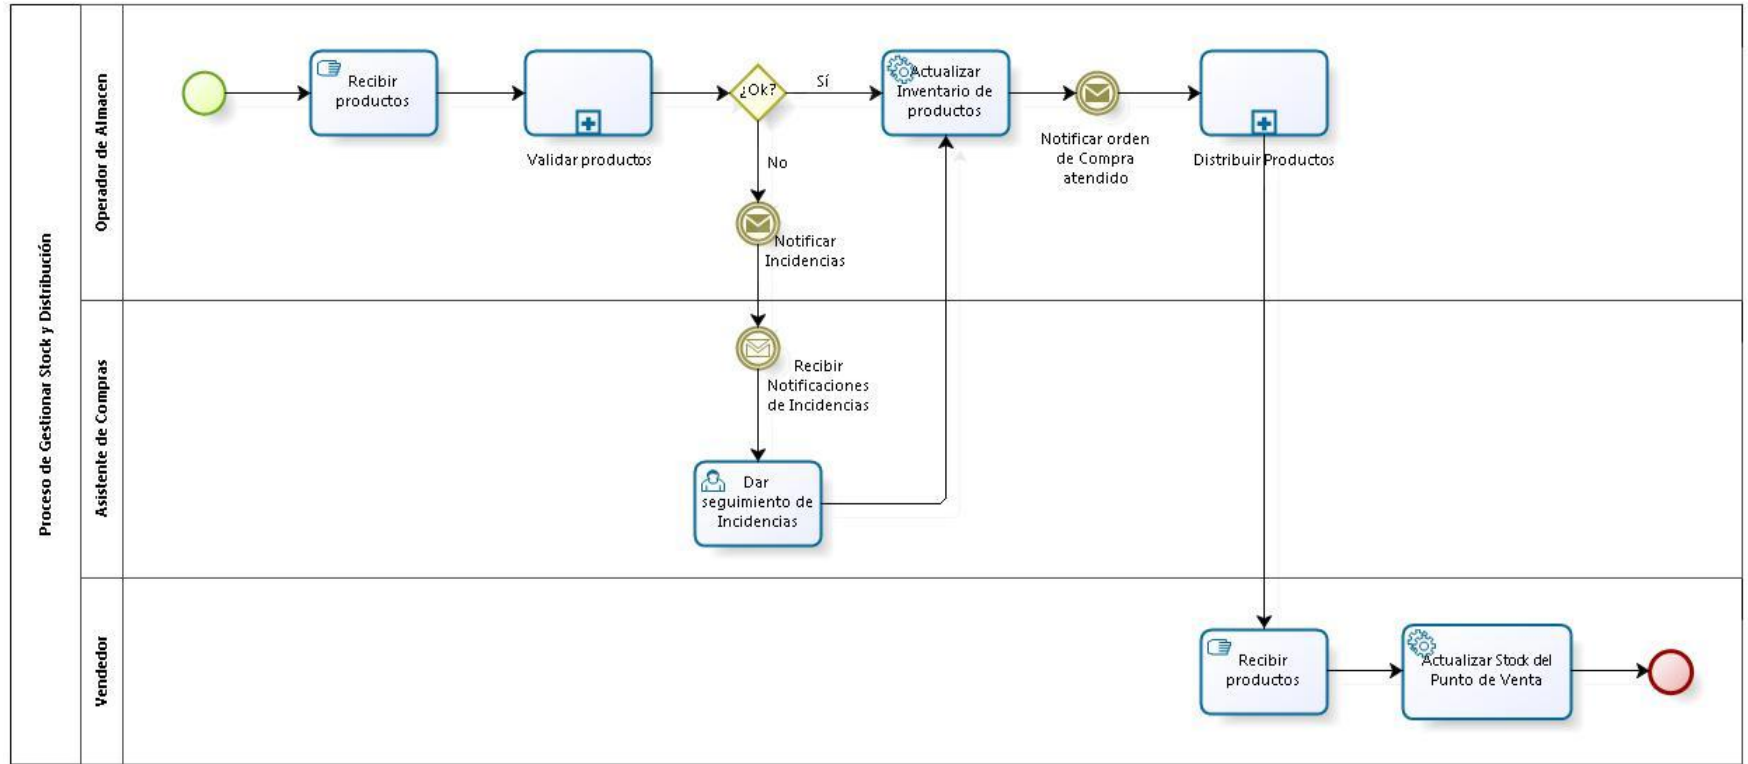 Proceso de Gestionar Stock y Distribución
Operador de Almacen
Recibir
productos
Validar productos
¿Ok?
Sí
No
Actualizar
Inventario de
productos
Notificar orden
de Compra
atendido
Distribuir Productos
Notificar
Incidencias
Asistente de Compras
Recibir
Notificaciones
de Incidencias
Dar
seguimiento de
Incidencias
Vendedor
Recibir
productos
Actualizar Stock del
Punto de Venta